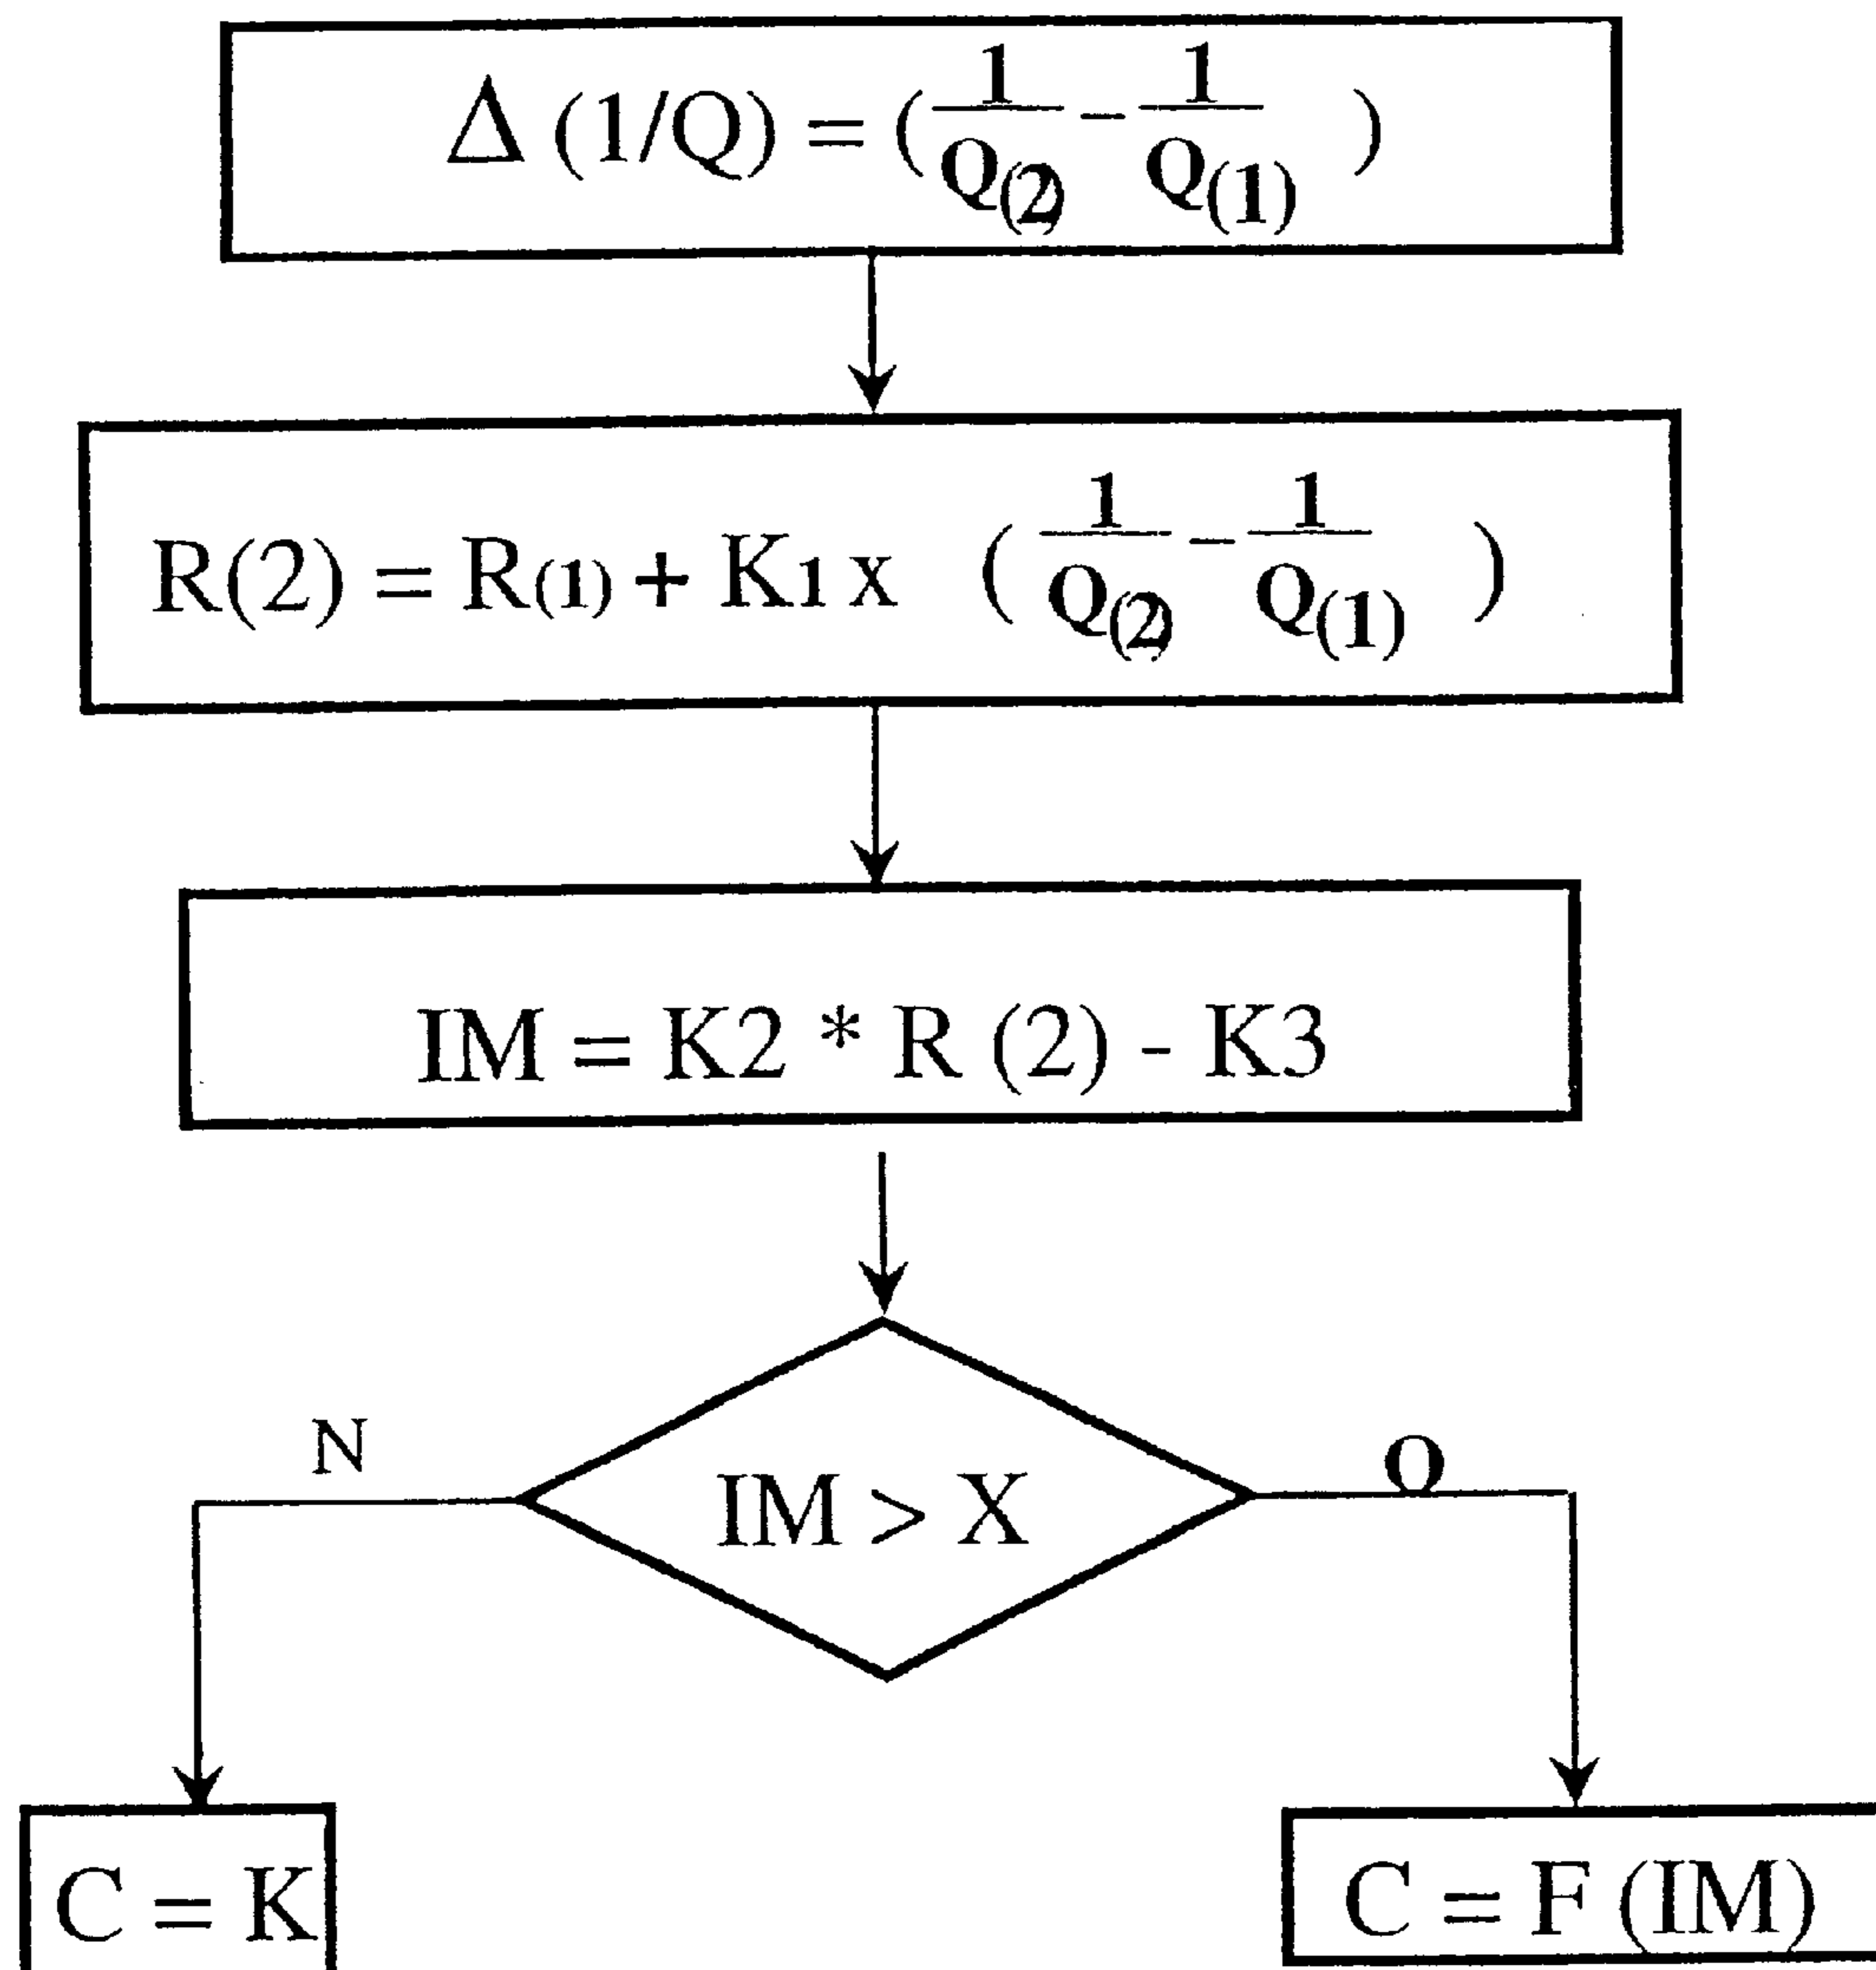 Δ (1/Q) = (1/Q(2) - 1/Q(1) )
R(2) = R(1) + K1 x ( 1/Q(2) - 1/Q(1) )
IM = K2 * R (2) - K3
N
O
IM > X
C = K
C = F (IM)